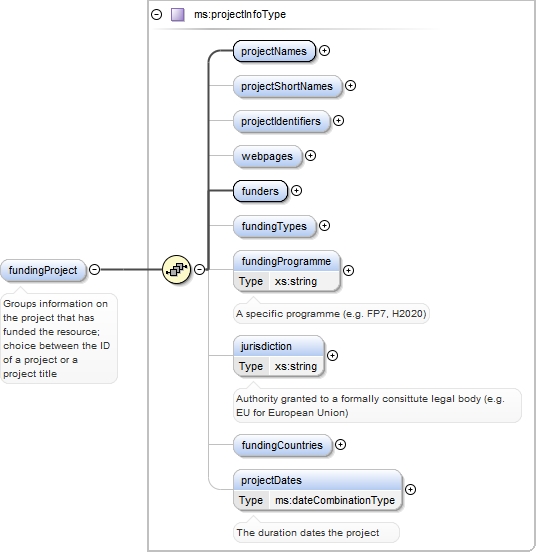 ms:projectInfoType
projectNames
projectShortNames
projectIdentifiers
webpages
funders
fundingTypes
fundingProject
Groups information on
the project that has
funded the resource;
choice between the ID
of a project or a
project title
fundingProgramme
Type xs:string
A specific programme (e.g. FP7, H2020)
jurisdiction
Type xs:string
Authority granted to a formally consittute legal body (e.g.
EU for European Union)
fundingCountries
projectDates
Type ms:dateCombinationType
The duration dates the project